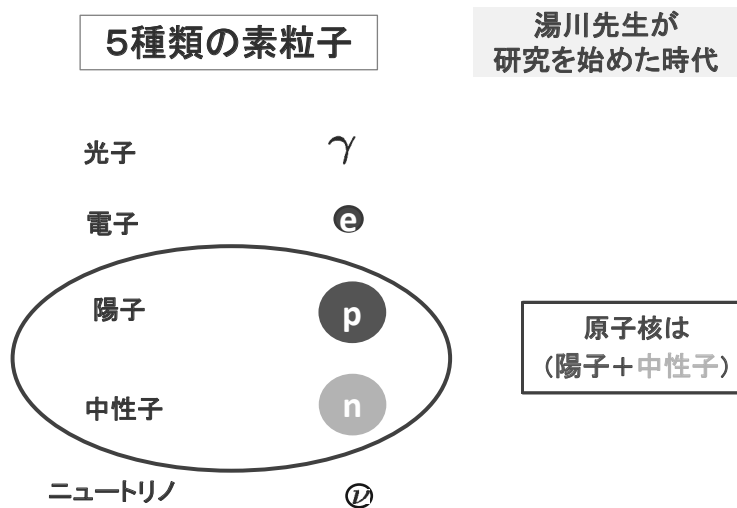 5種類の素粒子
湯川先生が
研究を始めた時代
光子 γ
電子 e
陽子 p
原子核は
(陽子+中性子)
中性子 n
ニュートリノ ν